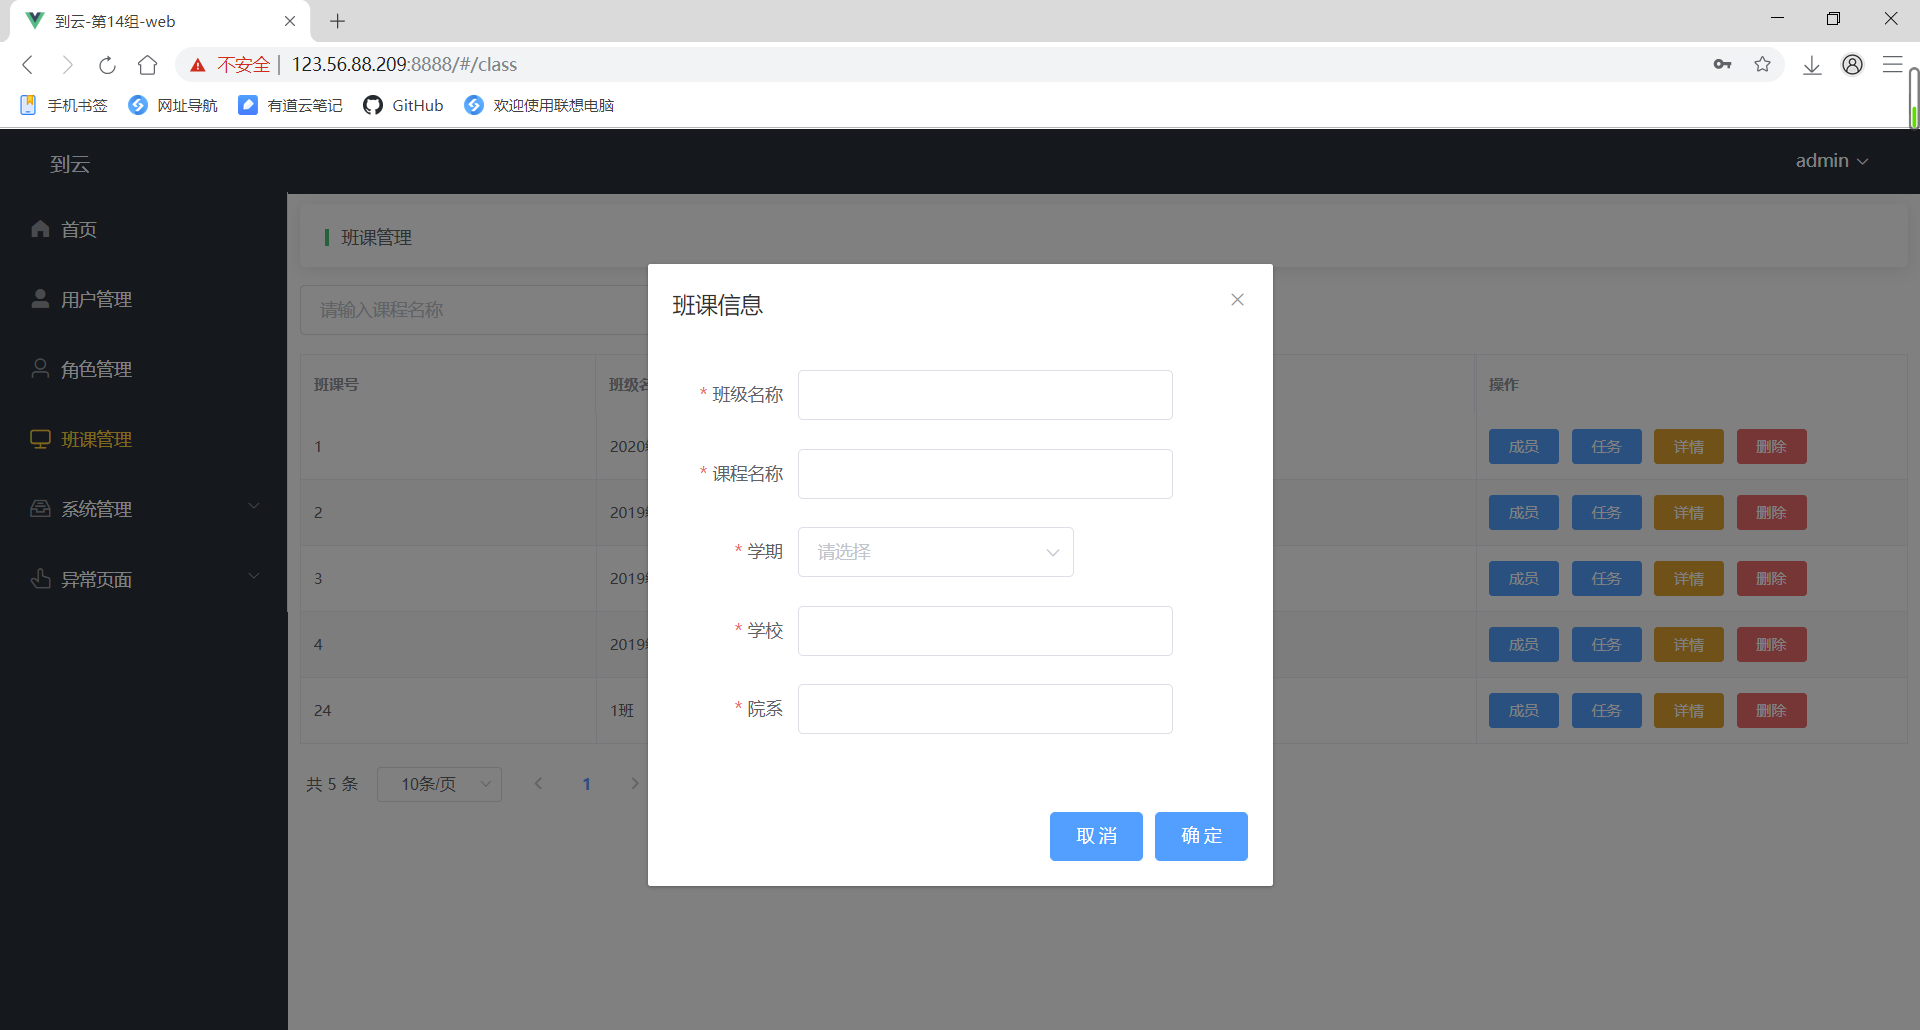 到云-第14组-web
不安全 | 123.56.88.209:8888/#/class
手机书签 网址导航 有道云笔记 GitHub 欢迎使用联想电脑
到云
admin
首页
用户管理
角色管理
班课管理
系统管理
异常页面
班课管理
请输入课程名称
班课号 班级名 操作
1 2020 成员 任务 详情 删除
2 2019 成员 任务 详情 删除
3 2019 成员 任务 详情 删除
4 2019 成员 任务 详情 删除
24 1班 成员 任务 详情 删除
共 5 条 10条/页 1
班课信息
* 班级名称
* 课程名称
* 学期 请选择
* 学校
* 院系
取消 确定